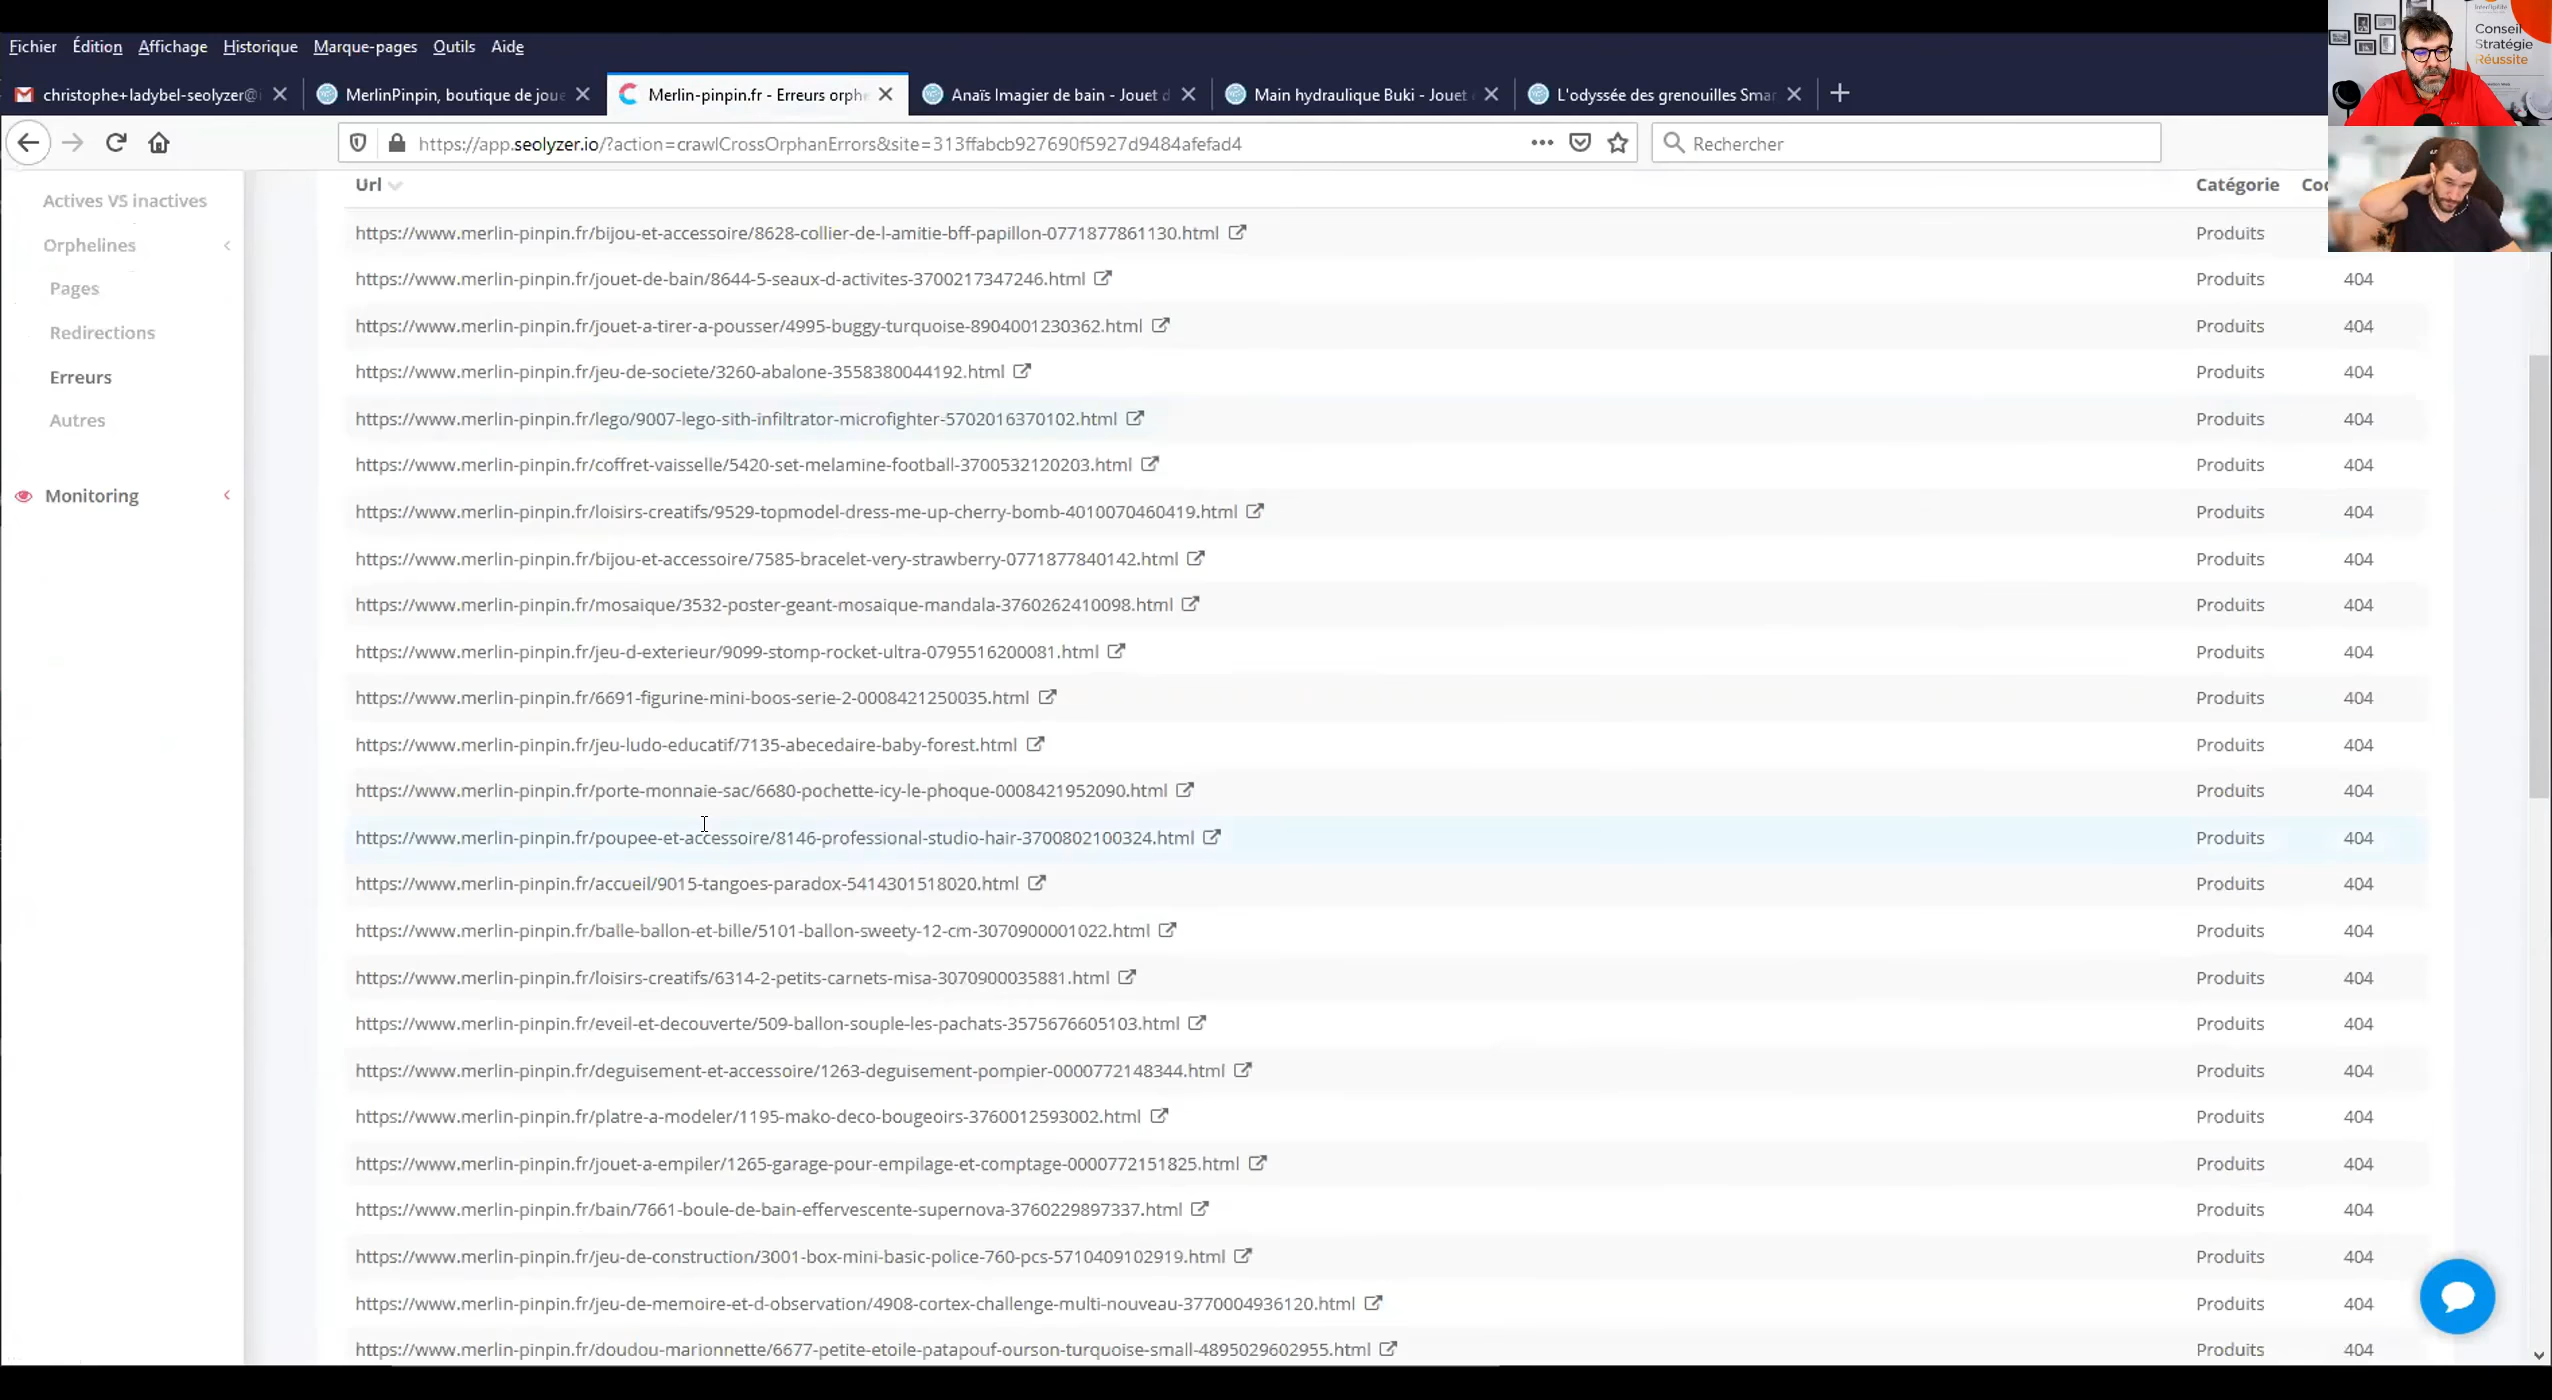 Fichier Édition Affichage Historique Marque-pages Outils Aide
christophe+ladybel-seolyzer@
MerlinPinpin, boutique de joue
Merlin-pinpin.fr - Erreurs orphe
Anaïs Imagier de bain - Jouet d
Main hydraulique Buki - Jouet
L'odyssée des grenouilles Smar
https://app.seolyzer.io/?action=crawlCrossOrphanErrors&site=313ffabcb927690f5927d9484afefad4
Rechercher
Conseil
Stratégie
Réussite
Actives VS inactives
Orphelines
Pages
Redirections
Erreurs
Autres
Monitoring
Url Catégorie Co
https://www.merlin-pinpin.fr/bijou-et-accessoire/8628-collier-de-l-amitie-bff-papillon-0771877861130.html Produits
https://www.merlin-pinpin.fr/jouet-de-bain/8644-5-seaux-d-activites-3700217347246.html Produits 404
https://www.merlin-pinpin.fr/jouet-a-tirer-a-pousser/4995-buggy-turquoise-8904001230362.html Produits 404
https://www.merlin-pinpin.fr/jeu-de-societe/3260-abalone-3558380044192.html Produits 404
https://www.merlin-pinpin.fr/lego/9007-lego-sith-infiltrator-microfighter-5702016370102.html Produits 404
https://www.merlin-pinpin.fr/coffret-vaisselle/5420-set-melamine-football-3700532120203.html Produits 404
https://www.merlin-pinpin.fr/loisirs-creatifs/9529-topmodel-dress-me-up-cherry-bomb-4010070460419.html Produits 404
https://www.merlin-pinpin.fr/bijou-et-accessoire/7585-bracelet-very-strawberry-0771877840142.html Produits 404
https://www.merlin-pinpin.fr/mosaique/3532-poster-geant-mosaique-mandala-3760262410098.html Produits 404
https://www.merlin-pinpin.fr/jeu-d-exterieur/9099-stomp-rocket-ultra-0795516200081.html Produits 404
https://www.merlin-pinpin.fr/6691-figurine-mini-boos-serie-2-0008421250035.html Produits 404
https://www.merlin-pinpin.fr/jeu-ludo-educatif/7135-abecedaire-baby-forest.html Produits 404
https://www.merlin-pinpin.fr/porte-monnaie-sac/6680-pochette-icy-le-phoque-0008421952090.html Produits 404
https://www.merlin-pinpin.fr/poupee-et-accessoire/8146-professional-studio-hair-3700802100324.html Produits 404
https://www.merlin-pinpin.fr/accueil/9015-tangoes-paradox-5414301518020.html Produits 404
https://www.merlin-pinpin.fr/balle-ballon-et-bille/5101-ballon-sweety-12-cm-3070900001022.html Produits 404
https://www.merlin-pinpin.fr/loisirs-creatifs/6314-2-petits-carnets-misa-3070900035881.html Produits 404
https://www.merlin-pinpin.fr/eveil-et-decouverte/509-ballon-souple-les-pachats-3575676605103.html Produits 404
https://www.merlin-pinpin.fr/deguisement-et-accessoire/1263-deguisement-pompier-0000772148344.html Produits 404
https://www.merlin-pinpin.fr/platre-a-modeler/1195-mako-deco-bougeoirs-3760012593002.html Produits 404
https://www.merlin-pinpin.fr/jouet-a-empiler/1265-garage-pour-empilage-et-comptage-0000772151825.html Produits 404
https://www.merlin-pinpin.fr/bain/7661-boule-de-bain-effervescente-supernova-3760229897337.html Produits 404
https://www.merlin-pinpin.fr/jeu-de-construction/3001-box-mini-basic-police-760-pcs-5710409102919.html Produits 404
https://www.merlin-pinpin.fr/jeu-de-memoire-et-d-observation/4908-cortex-challenge-multi-nouveau-3770004936120.html Produits 404
https://www.merlin-pinpin.fr/doudou-marionnette/6677-petite-etoile-patapouf-ourson-turquoise-small-4895029602955.html Produits 404